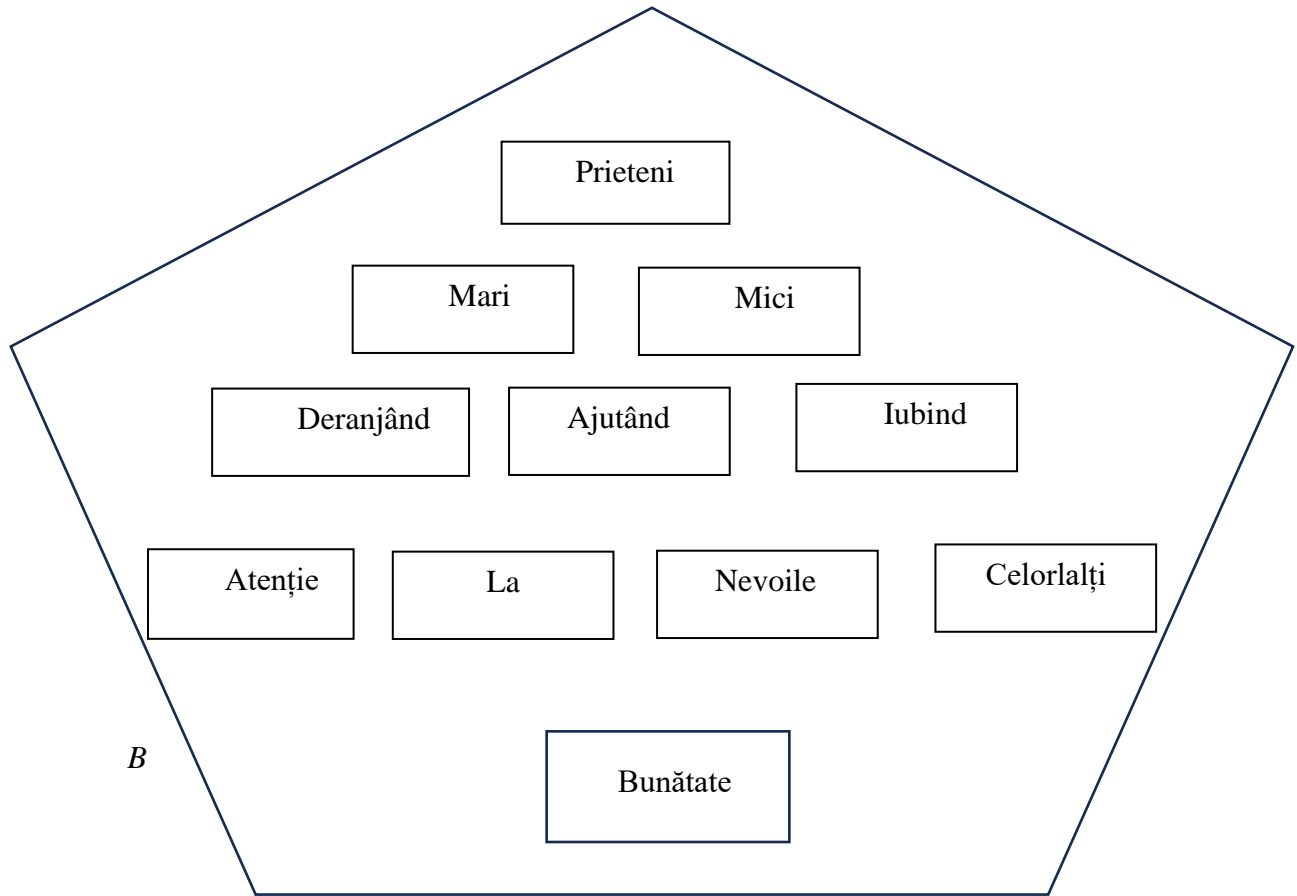 Prieteni
Mari Mici
Deranjând Ajutând Iubind
Atenție La Nevoile Celorlalți
B
Bunătate